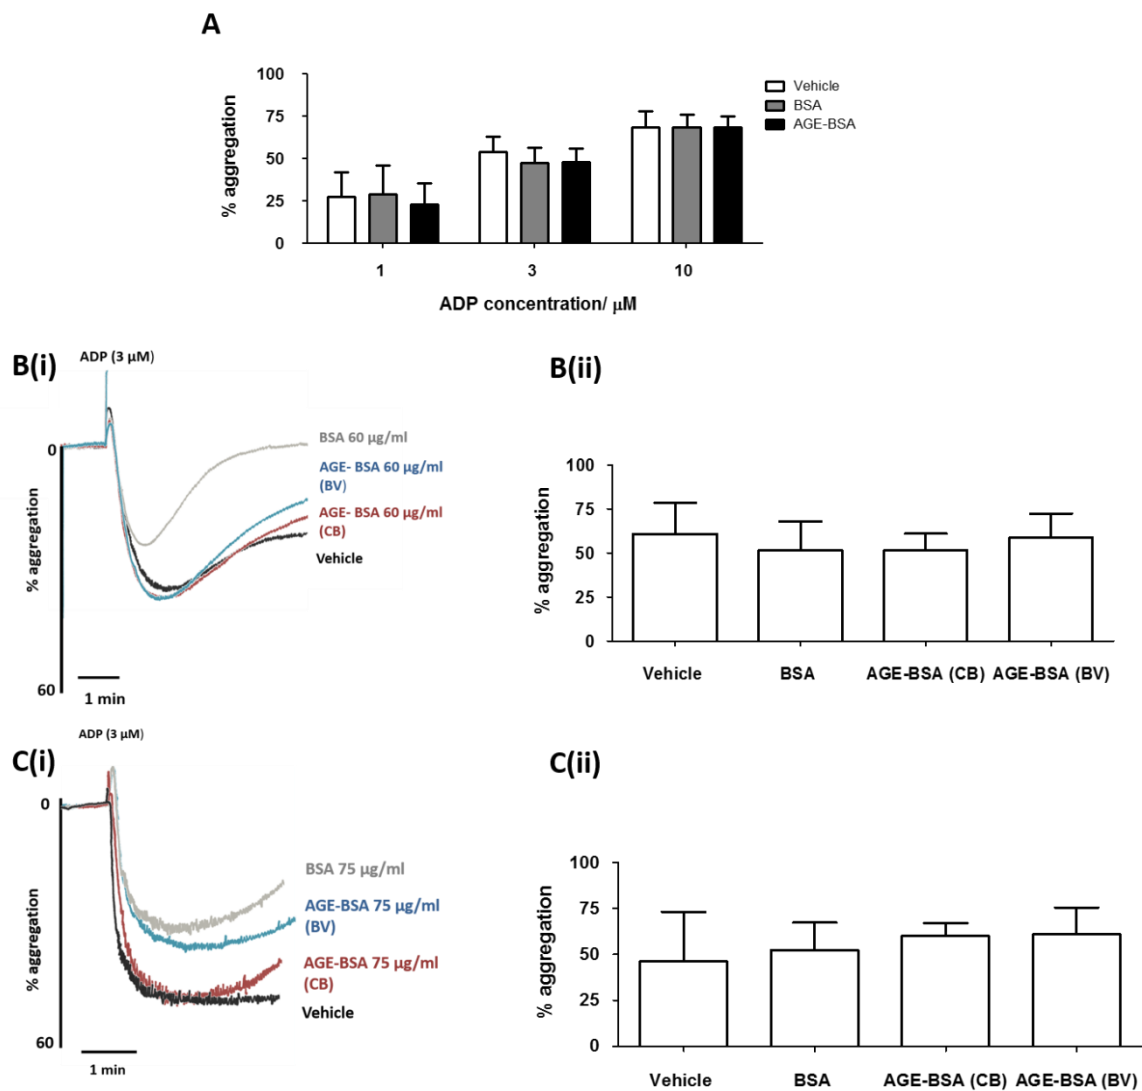 A
100
75
50
25
0
% aggregation
Vehicle
BSA
AGE-BSA
1 3 10
ADP concentration/ μM
B(i)
ADP (3 μM)
0
% aggregation
60
1 min
BSA 60 μg/ml
AGE- BSA 60 μg/ml
(BV)
AGE- BSA 60 μg/ml
(CB)
Vehicle
B(ii)
100
75
50
25
0
% aggregation
Vehicle BSA AGE-BSA (CB) AGE-BSA (BV)
C(i)
ADP (3 μM)
0
% aggregation
60
1 min
BSA 75 μg/ml
AGE-BSA 75 μg/ml
(BV)
AGE-BSA 75 μg/ml
(CB)
Vehicle
C(ii)
100
75
50
25
0
% aggregation
Vehicle BSA AGE-BSA (CB) AGE-BSA (BV)